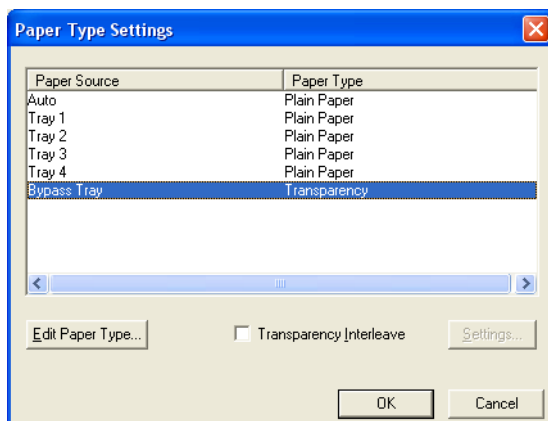 Paper Type Settings
Paper Source Paper Type
Auto Plain Paper
Tray 1 Plain Paper
Tray 2 Plain Paper
Tray 3 Plain Paper
Tray 4 Plain Paper
Bypass Tray Transparency
Edit Paper Type... Transparency Interleave Settings...
OK Cancel